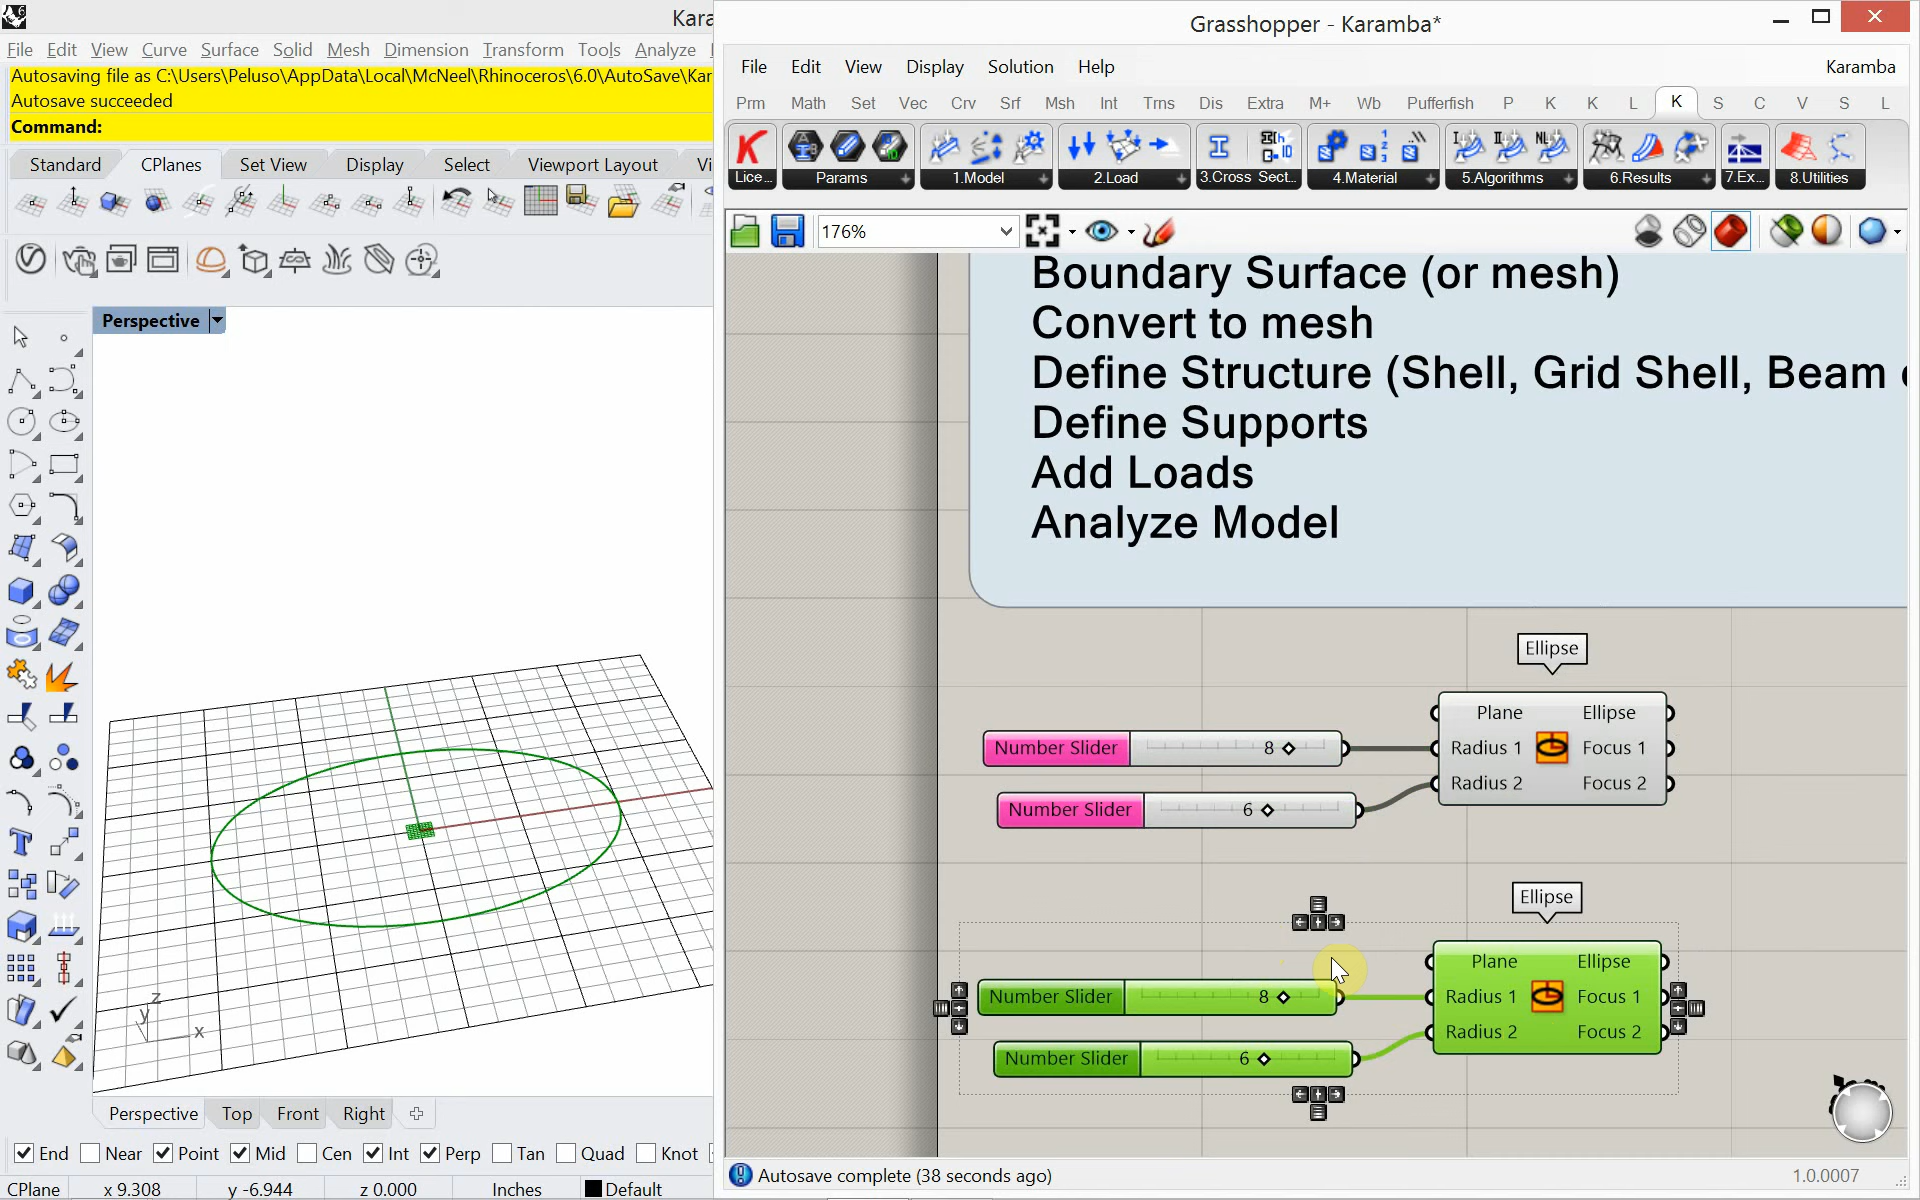 Kara
File Edit View Curve Surface Solid Mesh Dimension Transform Tools Analyze
Autosaving file as C:\Users\Peluso\AppData\Local\McNeel\Rhinoceros\6.0\AutoSave\Kar
Autosave succeeded
Command:
Standard CPlanes Set View Display Select Viewport Layout Vi
Perspective
z
y
x
Perspective Top Front Right
End Near Point Mid Cen Int Perp Tan Quad Knot
CPlane x 9.308 y -6.944 z 0.000 Inches Default
Grasshopper - Karamba*
File Edit View Display Solution Help Karamba
Prm Math Set Vec Crv Srf Msh Int Trns Dis Extra M+ Wb Pufferfish P K K L K S C V S L
Lice... Params 1.Model 2.Load 3.Cross Sect... 4.Material 5.Algorithms 6.Results 7.Ex... 8.Utilities
176%
Boundary Surface (or mesh)
Convert to mesh
Define Structure (Shell, Grid Shell, Beam
Define Supports
Add Loads
Analyze Model
Ellipse
Plane Ellipse
Number Slider 8 Radius 1 Focus 1
Number Slider 6 Radius 2 Focus 2
Ellipse
Plane Ellipse
Number Slider 8 Radius 1 Focus 1
Number Slider 6 Radius 2 Focus 2
Autosave complete (38 seconds ago) 1.0.0007